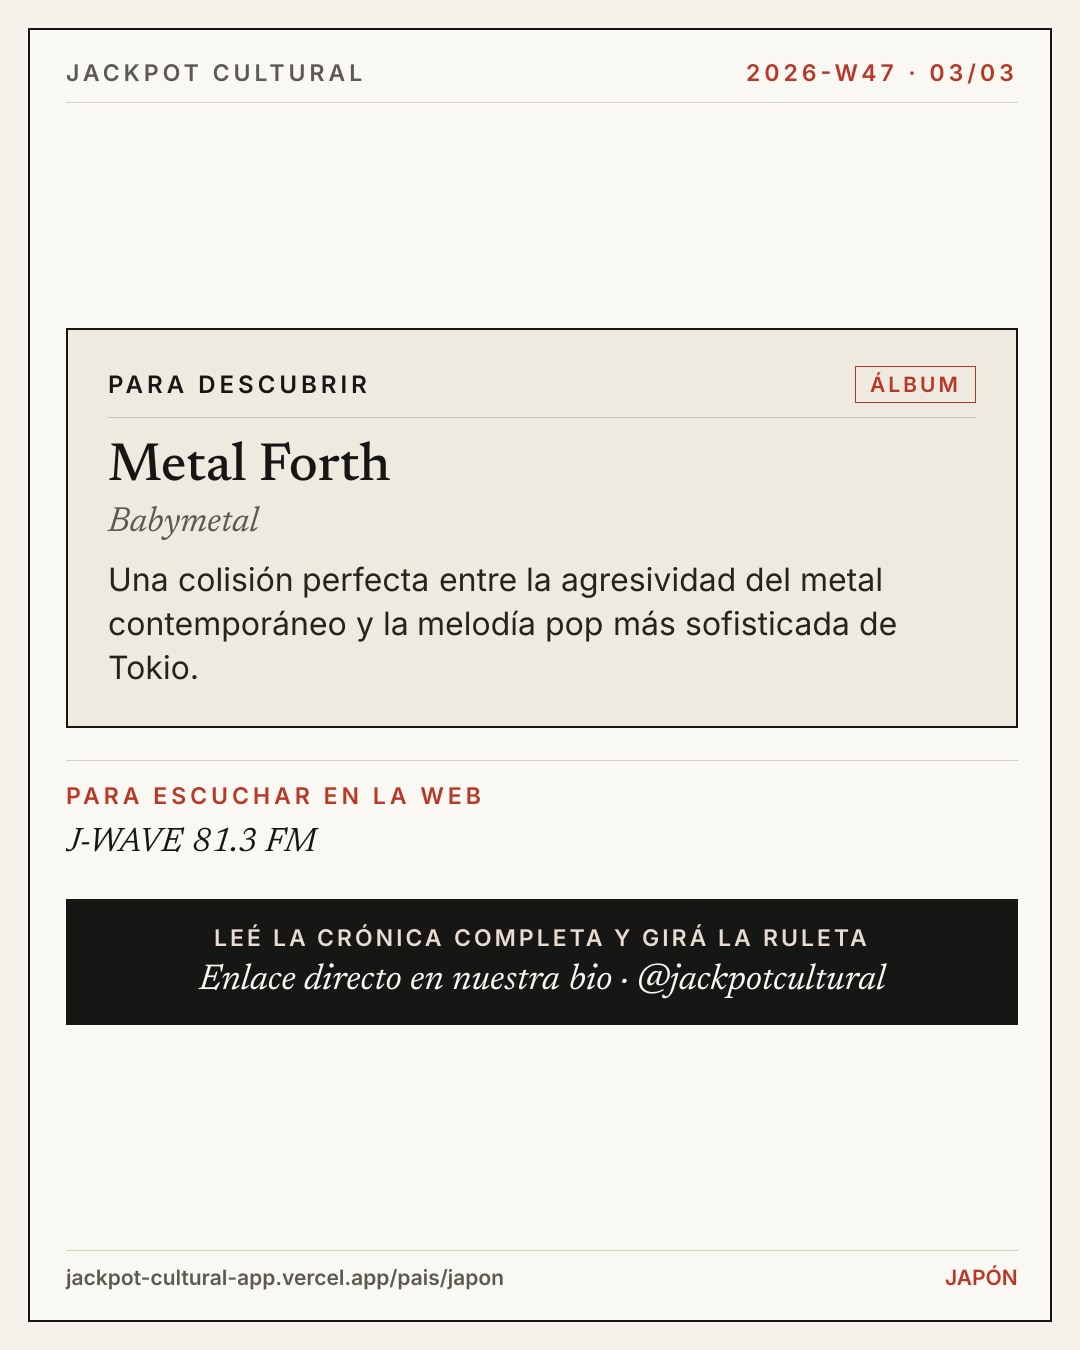 JACKPOT CULTURAL
2026-W47 · 03/03
PARA DESCUBRIR
ÁLBUM
Metal Forth
Babymetal
Una colisión perfecta entre la agresividad del metal
contemporáneo y la melodía pop más sofisticada de
Tokio.
PARA ESCUCHAR EN LA WEB
J-WAVE 81.3 FM
LEÉ LA CRÓNICA COMPLETA Y GIRÁ LA RULETA
Enlace directo en nuestra bio · @jackpotcultural
jackpot-cultural-app.vercel.app/pais/japon
JAPÓN